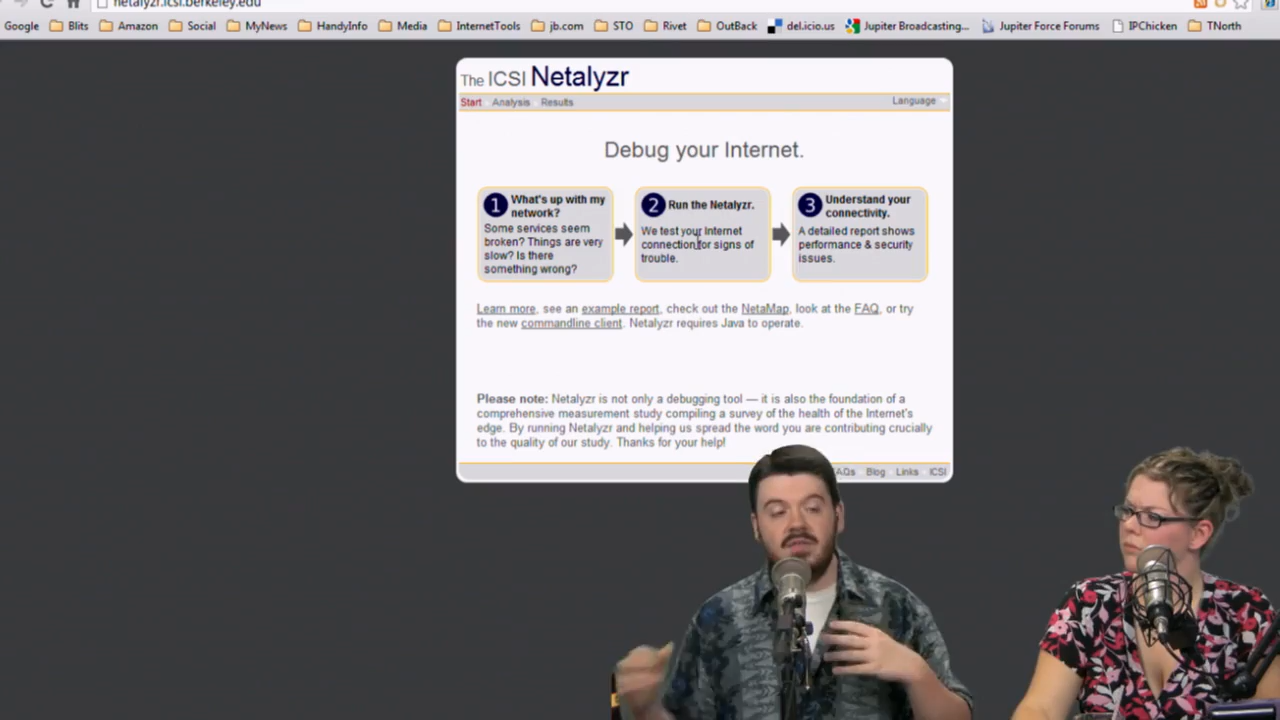 netalyzr.icsi.berkeley.edu
Google Blits Amazon Social MyNews HandyInfo Media InternetTools jb.com STO Rivet OutBack del.icio.us Jupiter Broadcasting... Jupiter Force Forums IPChicken TNorth
The ICSI Netalyzr
Start Analysis Results Language
Debug your Internet.
1 What's up with my
network?
Some services seem
broken? Things are very
slow? Is there
something wrong?
2 Run the Netalyzr.
We test your Internet
connection for signs of
trouble.
3 Understand your
connectivity.
A detailed report shows
performance & security
issues.
Learn more, see an example report, check out the NetaMap, look at the FAQ, or try
the new commandline client. Netalyzr requires Java to operate.
Please note: Netalyzr is not only a debugging tool — it is also the foundation of a
comprehensive measurement study compiling a survey of the health of the Internet's
edge. By running Netalyzr and helping us spread the word you are contributing crucially
to the quality of our study. Thanks for your help!
FAQs Blog Links ICSI